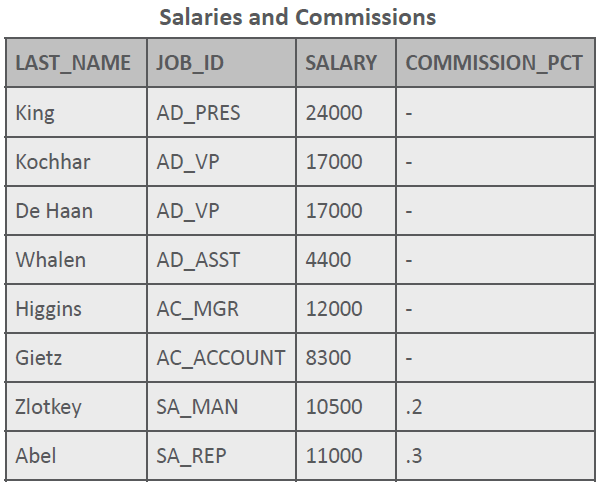 Salaries and Commissions
LAST_NAME JOB_ID SALARY COMMISSION_PCT
King AD_PRES 24000 -
Kochhar AD_VP 17000 -
De Haan AD_VP 17000 -
Whalen AD_ASST 4400 -
Higgins AC_MGR 12000 -
Gietz AC_ACCOUNT 8300 -
Zlotkey SA_MAN 10500 .2
Abel SA_REP 11000 .3